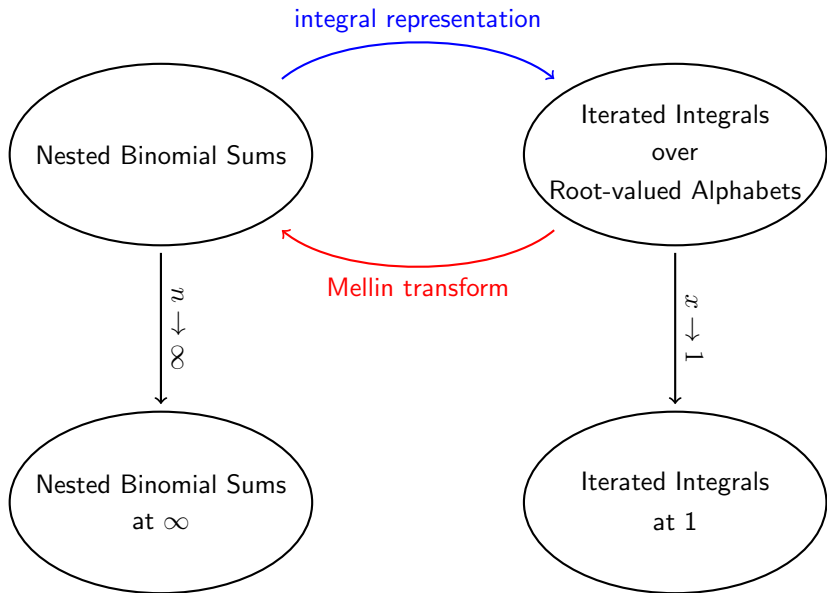 integral representation
Nested Binomial Sums
Iterated Integrals
over
Root-valued Alphabets
Mellin transform
n → ∞
x → 1
Nested Binomial Sums
at ∞
Iterated Integrals
at 1